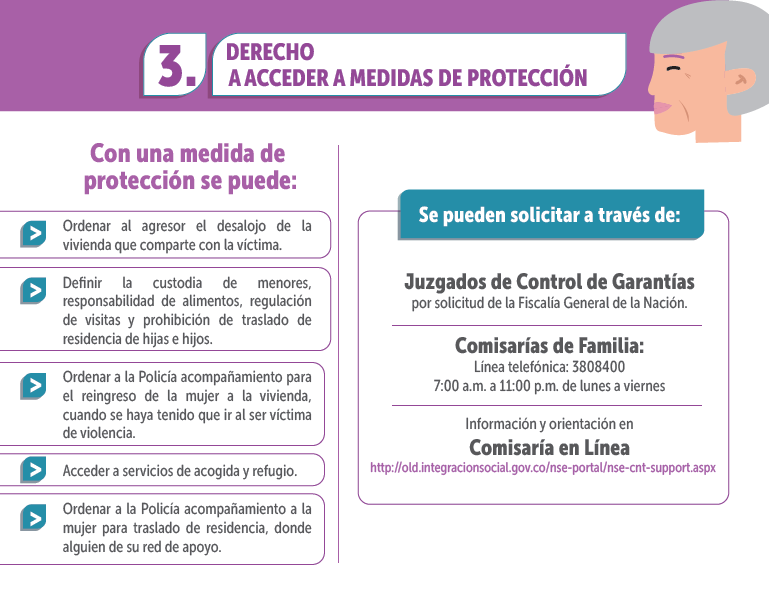 3.
DERECHO
A ACCEDER A MEDIDAS DE PROTECCIÓN
Con una medida de
protección se puede:
Ordenar al agresor el desalojo de la
vivienda que comparte con la víctima.
Definir la custodia de menores,
responsabilidad de alimentos, regulación
de visitas y prohibición de traslado de
residencia de hijas e hijos.
Ordenar a la Policía acompañamiento para
el reingreso de la mujer a la vivienda,
cuando se haya tenido que ir al ser víctima
de violencia.
Acceder a servicios de acogida y refugio.
Ordenar a la Policía acompañamiento a la
mujer para traslado de residencia, donde
alguien de su red de apoyo.
Se pueden solicitar a través de:
Juzgados de Control de Garantías
por solicitud de la Fiscalía General de la Nación.
Comisarías de Familia:
Línea telefónica: 3808400
7:00 a.m. a 11:00 p.m. de lunes a viernes
Información y orientación en
Comisaría en Línea
http://old.integracionsocial.gov.co/nse-portal/nse-cnt-support.aspx